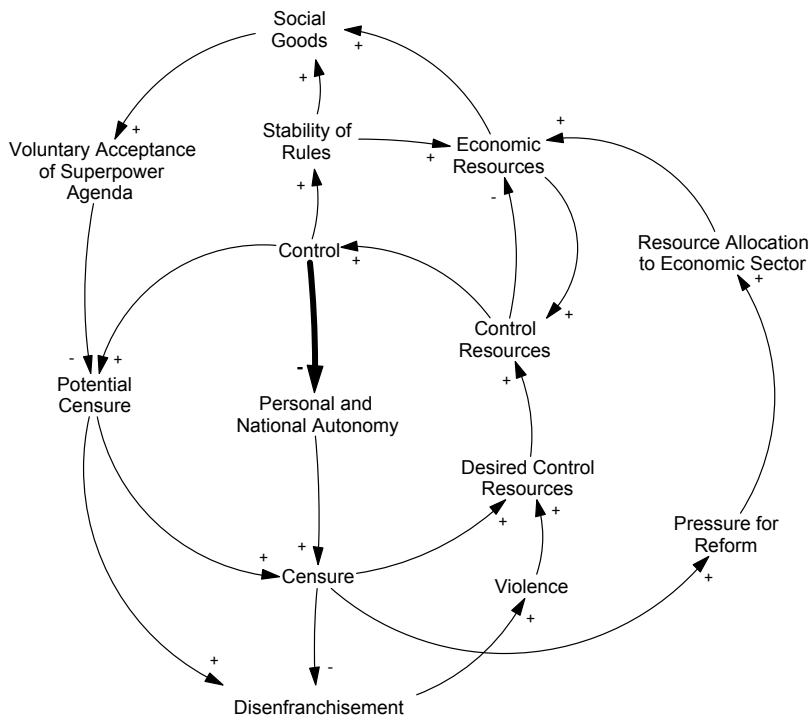 Social
Goods
+
+
+
+
Voluntary Acceptance
of Superpower
Agenda
Stability of
Rules
+
Economic
Resources
+
-
Control
+
Resource Allocation
to Economic Sector
+
+
Control
Resources
-
+
-
+
Potential
Censure
Personal and
National Autonomy
Desired Control
Resources
+
+
Pressure for
Reform
+
+
+
Censure
Violence
+
+
-
Disenfranchisement